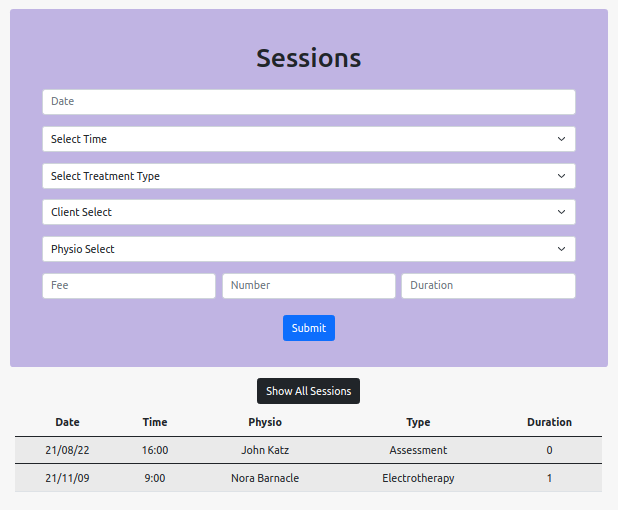 Sessions
Date
Select Time
Select Treatment Type
Client Select
Physio Select
Fee Number Duration
Submit
Show All Sessions
Date Time Physio Type Duration
21/08/22 16:00 John Katz Assessment 0
21/11/09 9:00 Nora Barnacle Electrotherapy 1